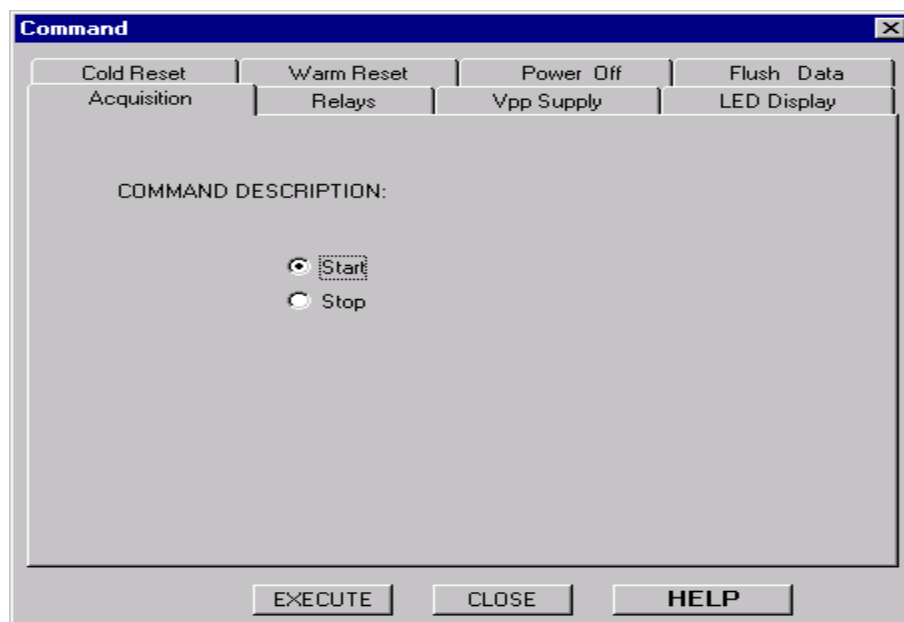 Command
Cold Reset Warm Reset Power Off Flush Data
Acquisition Relays Vpp Supply LED Display
COMMAND DESCRIPTION:
Start
Stop
EXECUTE CLOSE HELP